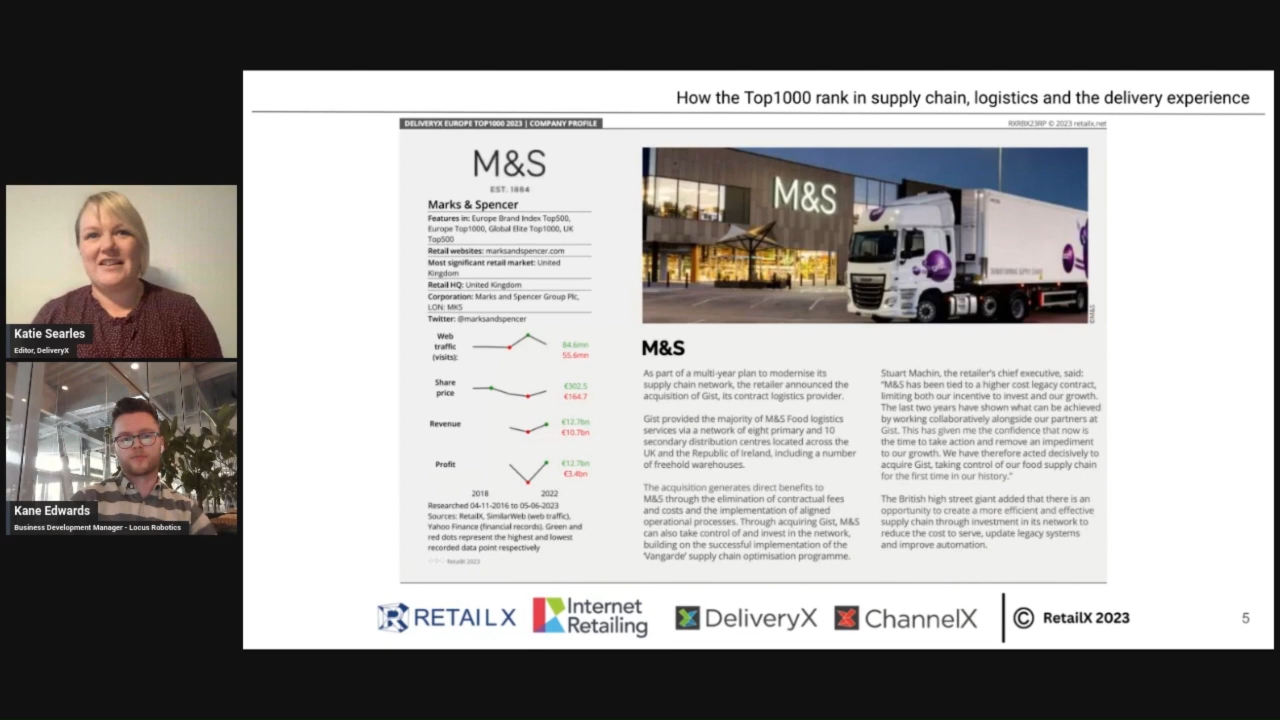 How the Top1000 rank in supply chain, logistics and the delivery experience
DELIVERYX EUROPE TOP1000 2023 | COMPANY PROFILE
RXRBX23RP © 2023 retailx.net
M&S
EST. 1884
Marks & Spencer
Features in: Europe Brand Index Top500,
Europe Top1000, Global Elite Top1000, UK
Top500
Retail websites: marksandspencer.com
Most significant retail market: United
Kingdom
Retail HQ: United Kingdom
Corporation: Marks and Spencer Group Plc,
LON: MKS
Twitter: @marksandspencer
Web
traffic
(visits):
84.6mn
55.6mn
Share
price
€302.5
€164.7
Revenue
€12.7bn
€10.7bn
Profit
€12.7bn
€3.4bn
2018
2022
Researched 04-11-2016 to 05-06-2023
Sources: RetailX, SimilarWeb (web traffic),
Yahoo Finance (financial records). Green and
red dots represent the highest and lowest
recorded data point respectively
RetailX 2023
M&S
©M&S
M&S
As part of a multi-year plan to modernise its
supply chain network, the retailer announced the
acquisition of Gist, its contract logistics provider.
Gist provided the majority of M&S Food logistics
services via a network of eight primary and 10
secondary distribution centres located across the
UK and the Republic of Ireland, including a number
of freehold warehouses.
The acquisition generates direct benefits to
M&S through the elimination of contractual fees
and costs and the implementation of aligned
operational processes. Through acquiring Gist, M&S
can also take control of and invest in the network,
building on the successful implementation of the
'Vangarde' supply chain optimisation programme.
Stuart Machin, the retailer's chief executive, said:
"M&S has been tied to a higher cost legacy contract,
limiting both our incentive to invest and our growth.
The last two years have shown what can be achieved
by working collaboratively alongside our partners at
Gist. This has given me the confidence that now is
the time to take action and remove an impediment
to our growth. We have therefore acted decisively to
acquire Gist, taking control of our food supply chain
for the first time in our history."
The British high street giant added that there is an
opportunity to create a more efficient and effective
supply chain through investment in its network to
reduce the cost to serve, update legacy systems
and improve automation.
Katie Searles
Editor, DeliveryX
Kane Edwards
Business Development Manager - Locus Robotics
RETAIL X
Internet
Retailing
DeliveryX
ChannelX
© RetailX 2023
5